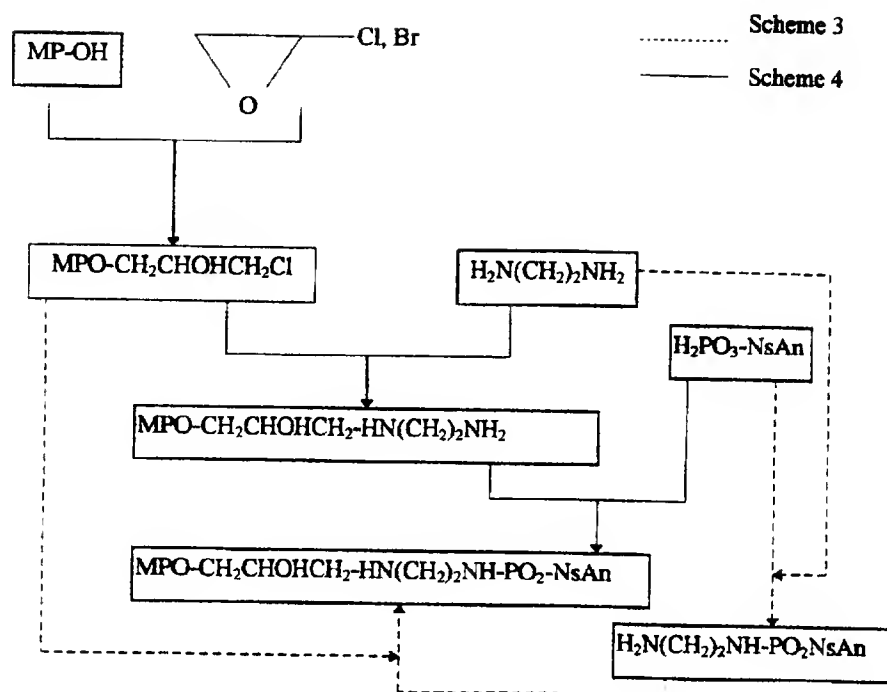 Scheme 3
MP-OH
Cl, Br
Scheme 4
O
MPO-CH₂CHOHCH₂Cl
H₂N(CH₂)₂NH₂
H₂PO₃-NsAn
MPO-CH₂CHOHCH₂-HN(CH₂)₂NH₂
MPO-CH₂CHOHCH₂-HN(CH₂)₂NH-PO₂-NsAn
H₂N(CH₂)₂NH-PO₂NsAn